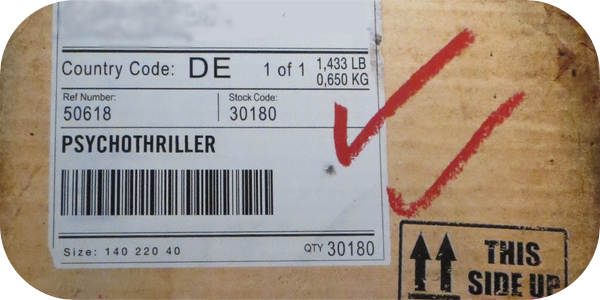 Country Code: DE 1 of 1 1,433 LB
0,650 KG
Ref Number: Stock Code:
50618 30180
PSYCHOTHRILLER
Size: 140 220 40 QTY 30180
THIS
SIDE UP